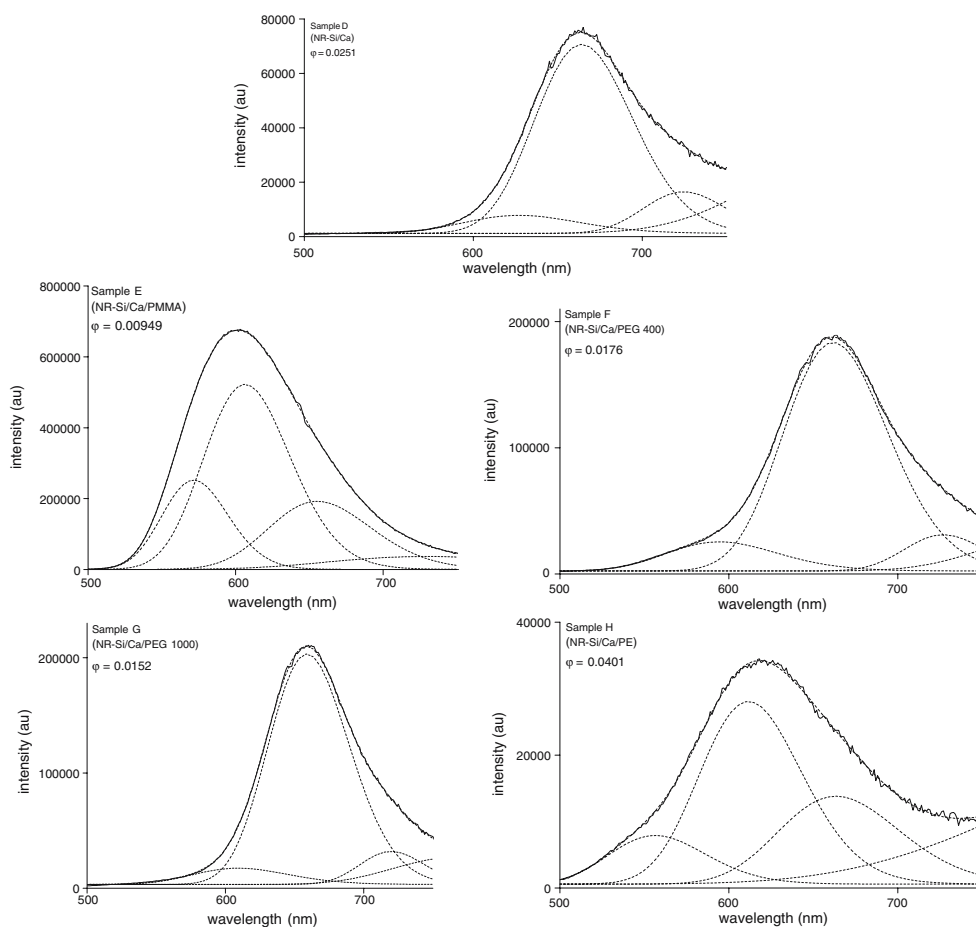 Sample D
(NR-Si/Ca)
φ = 0.0251
80000
60000
40000
20000
0
intensity (au)
500
600
700
wavelength (nm)
Sample E
(NR-Si/Ca/PMMA)
φ = 0.00949
800000
600000
400000
200000
0
intensity (au)
500
600
700
wavelength (nm)
Sample F
(NR-Si/Ca/PEG 400)
φ = 0.0176
200000
100000
0
intensity (au)
500
600
700
wavelength (nm)
Sample G
(NR-Si/Ca/PEG 1000)
φ = 0.0152
200000
100000
0
intensity (au)
500
600
700
wavelength (nm)
Sample H
(NR-Si/Ca/PE)
φ = 0.0401
40000
20000
0
intensity (au)
500
600
700
wavelength (nm)